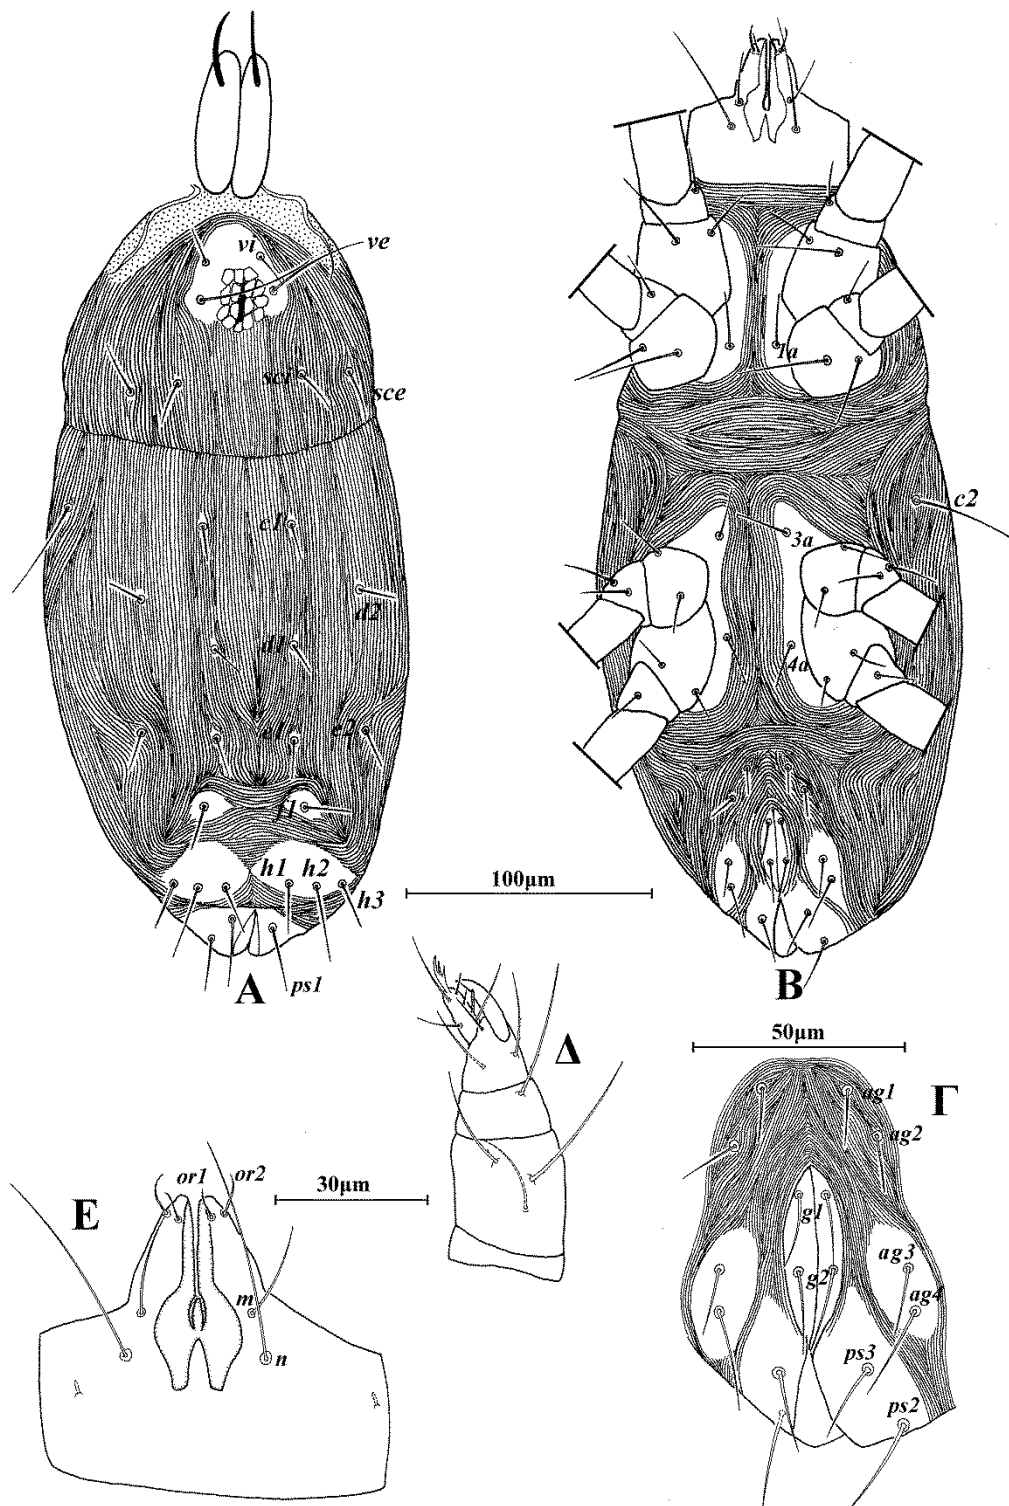 vi
ve
sci
sce
c1
d2
d1
e1
e2
f1
h1 h2
h3
ps1
A
1a
c2
3a
4a
B
100μm
50μm
Δ
Γ
ag1
ag2
g1
g2
ag3
ag4
ps3
ps2
30μm
E
or1 or2
m
n